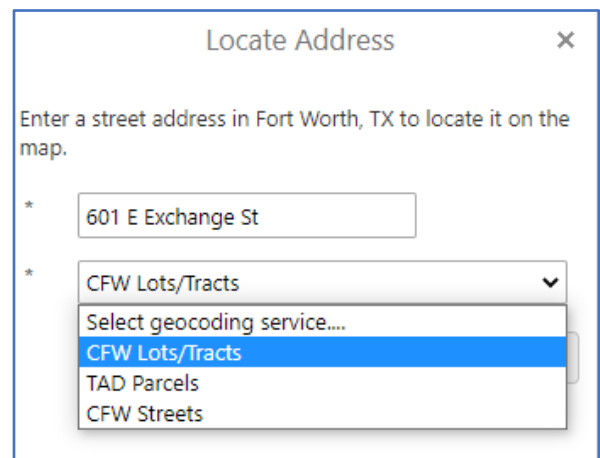 Locate Address ×
Enter a street address in Fort Worth, TX to locate it on the
map.
* 601 E Exchange St
* CFW Lots/Tracts
Select geocoding service....
CFW Lots/Tracts
TAD Parcels
CFW Streets